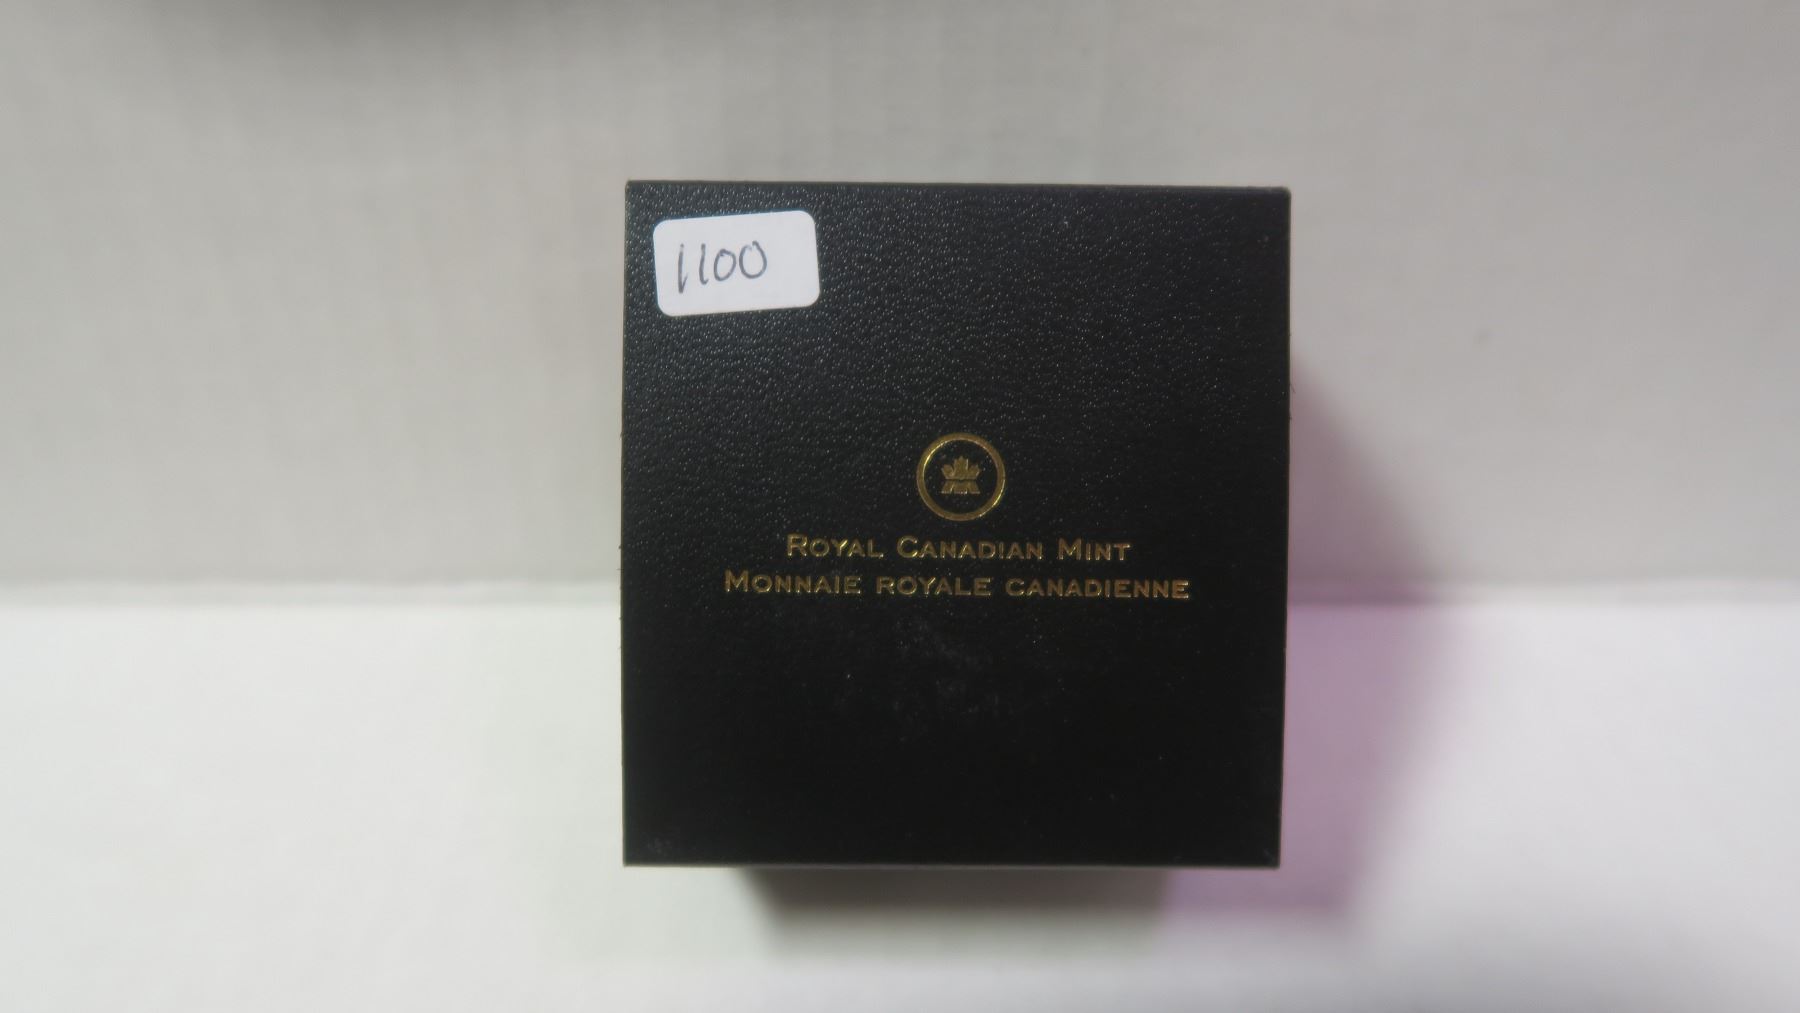 1100
ROYAL CANADIAN MINT
MONNAIE ROYALE CANADIENNE